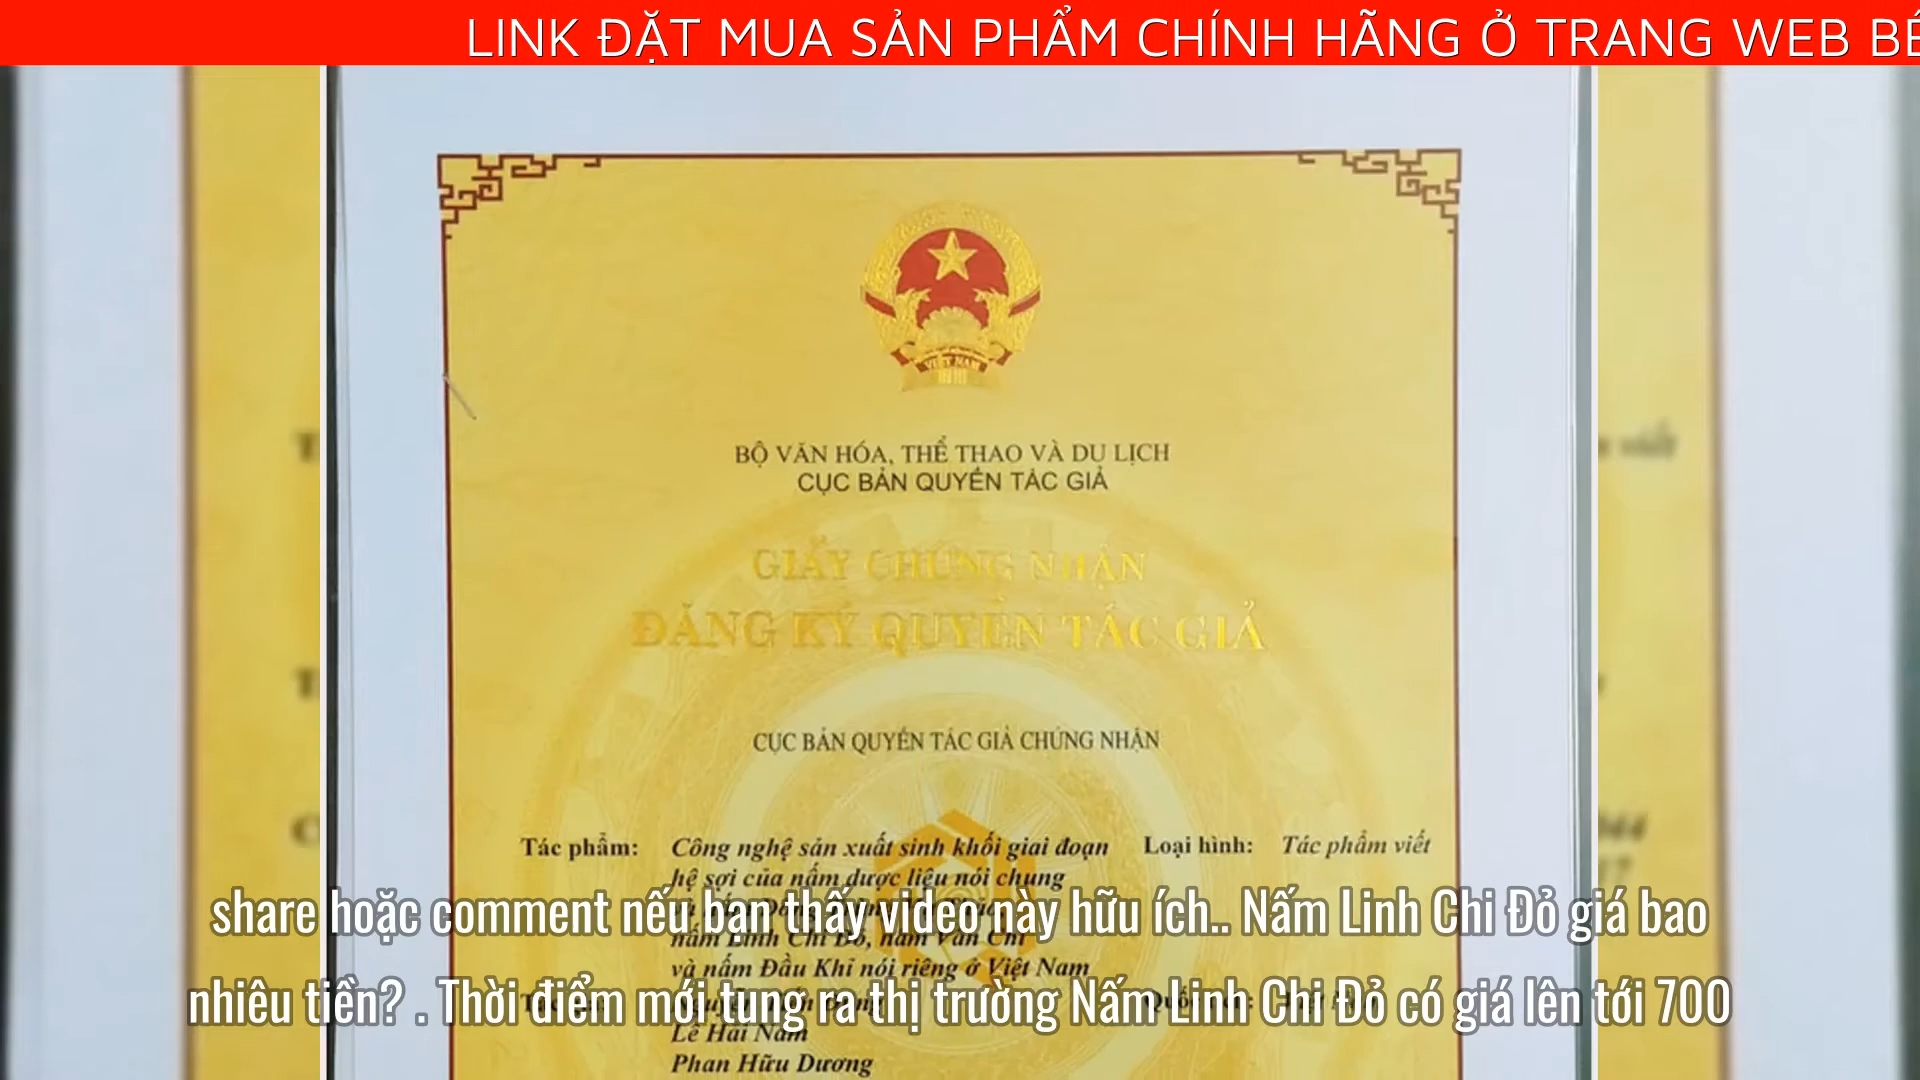 LINK ĐẶT MUA SẢN PHẨM CHÍNH HÃNG Ở TRANG WEB BÊ
VIỆT NAM
BỘ VĂN HÓA, THỂ THAO VÀ DU LỊCH
CỤC BẢN QUYỀN TÁC GIẢ
GIẤY CHỨNG NHẬN
ĐĂNG KÝ QUYỀN TÁC GIẢ
CỤC BẢN QUYỀN TÁC GIẢ CHỨNG NHẬN
Tác phẩm: Công nghệ sản xuất sinh khối giai đoạn Loại hình: Tác phẩm viết
hệ sợi của nấm dược liệu nói chung
share hoặc comment nếu bạn thấy video này hữu ích.. Nấm Linh Chi Đỏ giá bao
nấm Linh Chi Đỏ, nấm Vân Chi
và nấm Đầu Khỉ nói riêng ở Việt Nam
nhiêu tiền? . Thời điểm mới tung ra thị trường Nấm Linh Chi Đỏ có giá lên tới 700
Lê Hải Nam
Phan Hữu Dương